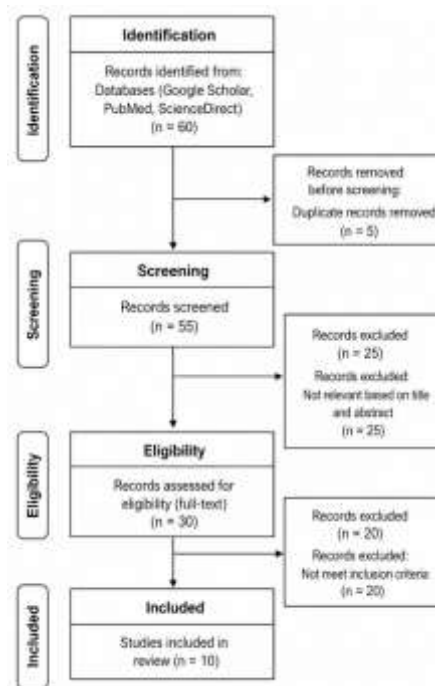 Identification
Identification
Records identified from:
Databases (Google Scholar,
PubMed, ScienceDirect)
(n = 60)
Records removed
before screening:
Duplicate records removed
(n = 5)
Screening
Screening
Records screened
(n = 55)
Records excluded
(n = 25)
Records excluded:
Not relevant based on title
and abstract
(n = 25)
Eligibility
Eligibility
Records assessed for
eligibility (full-text)
(n = 30)
Records excluded
(n = 20)
Records excluded:
Not meet inclusion criteria
(n = 20)
Included
Included
Studies included in
review (n = 10)